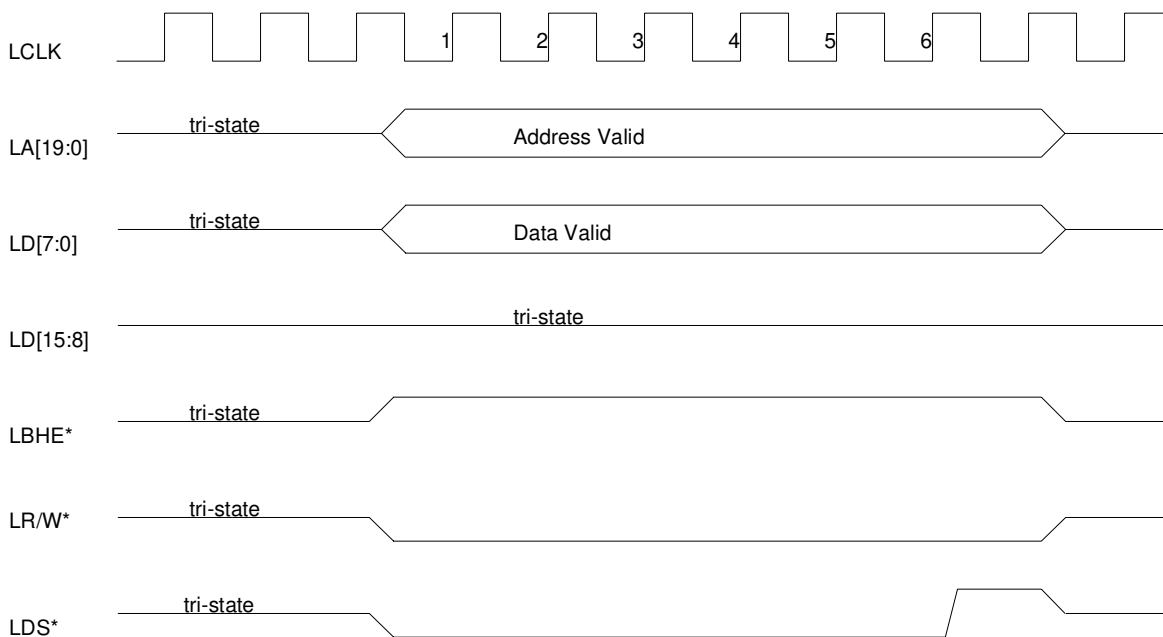 LCLK
1 2 3 4 5 6
LA[19:0]
tri-state
Address Valid
LD[7:0]
tri-state
Data Valid
LD[15:8]
tri-state
LBHE*
tri-state
LR/W*
tri-state
LDS*
tri-state